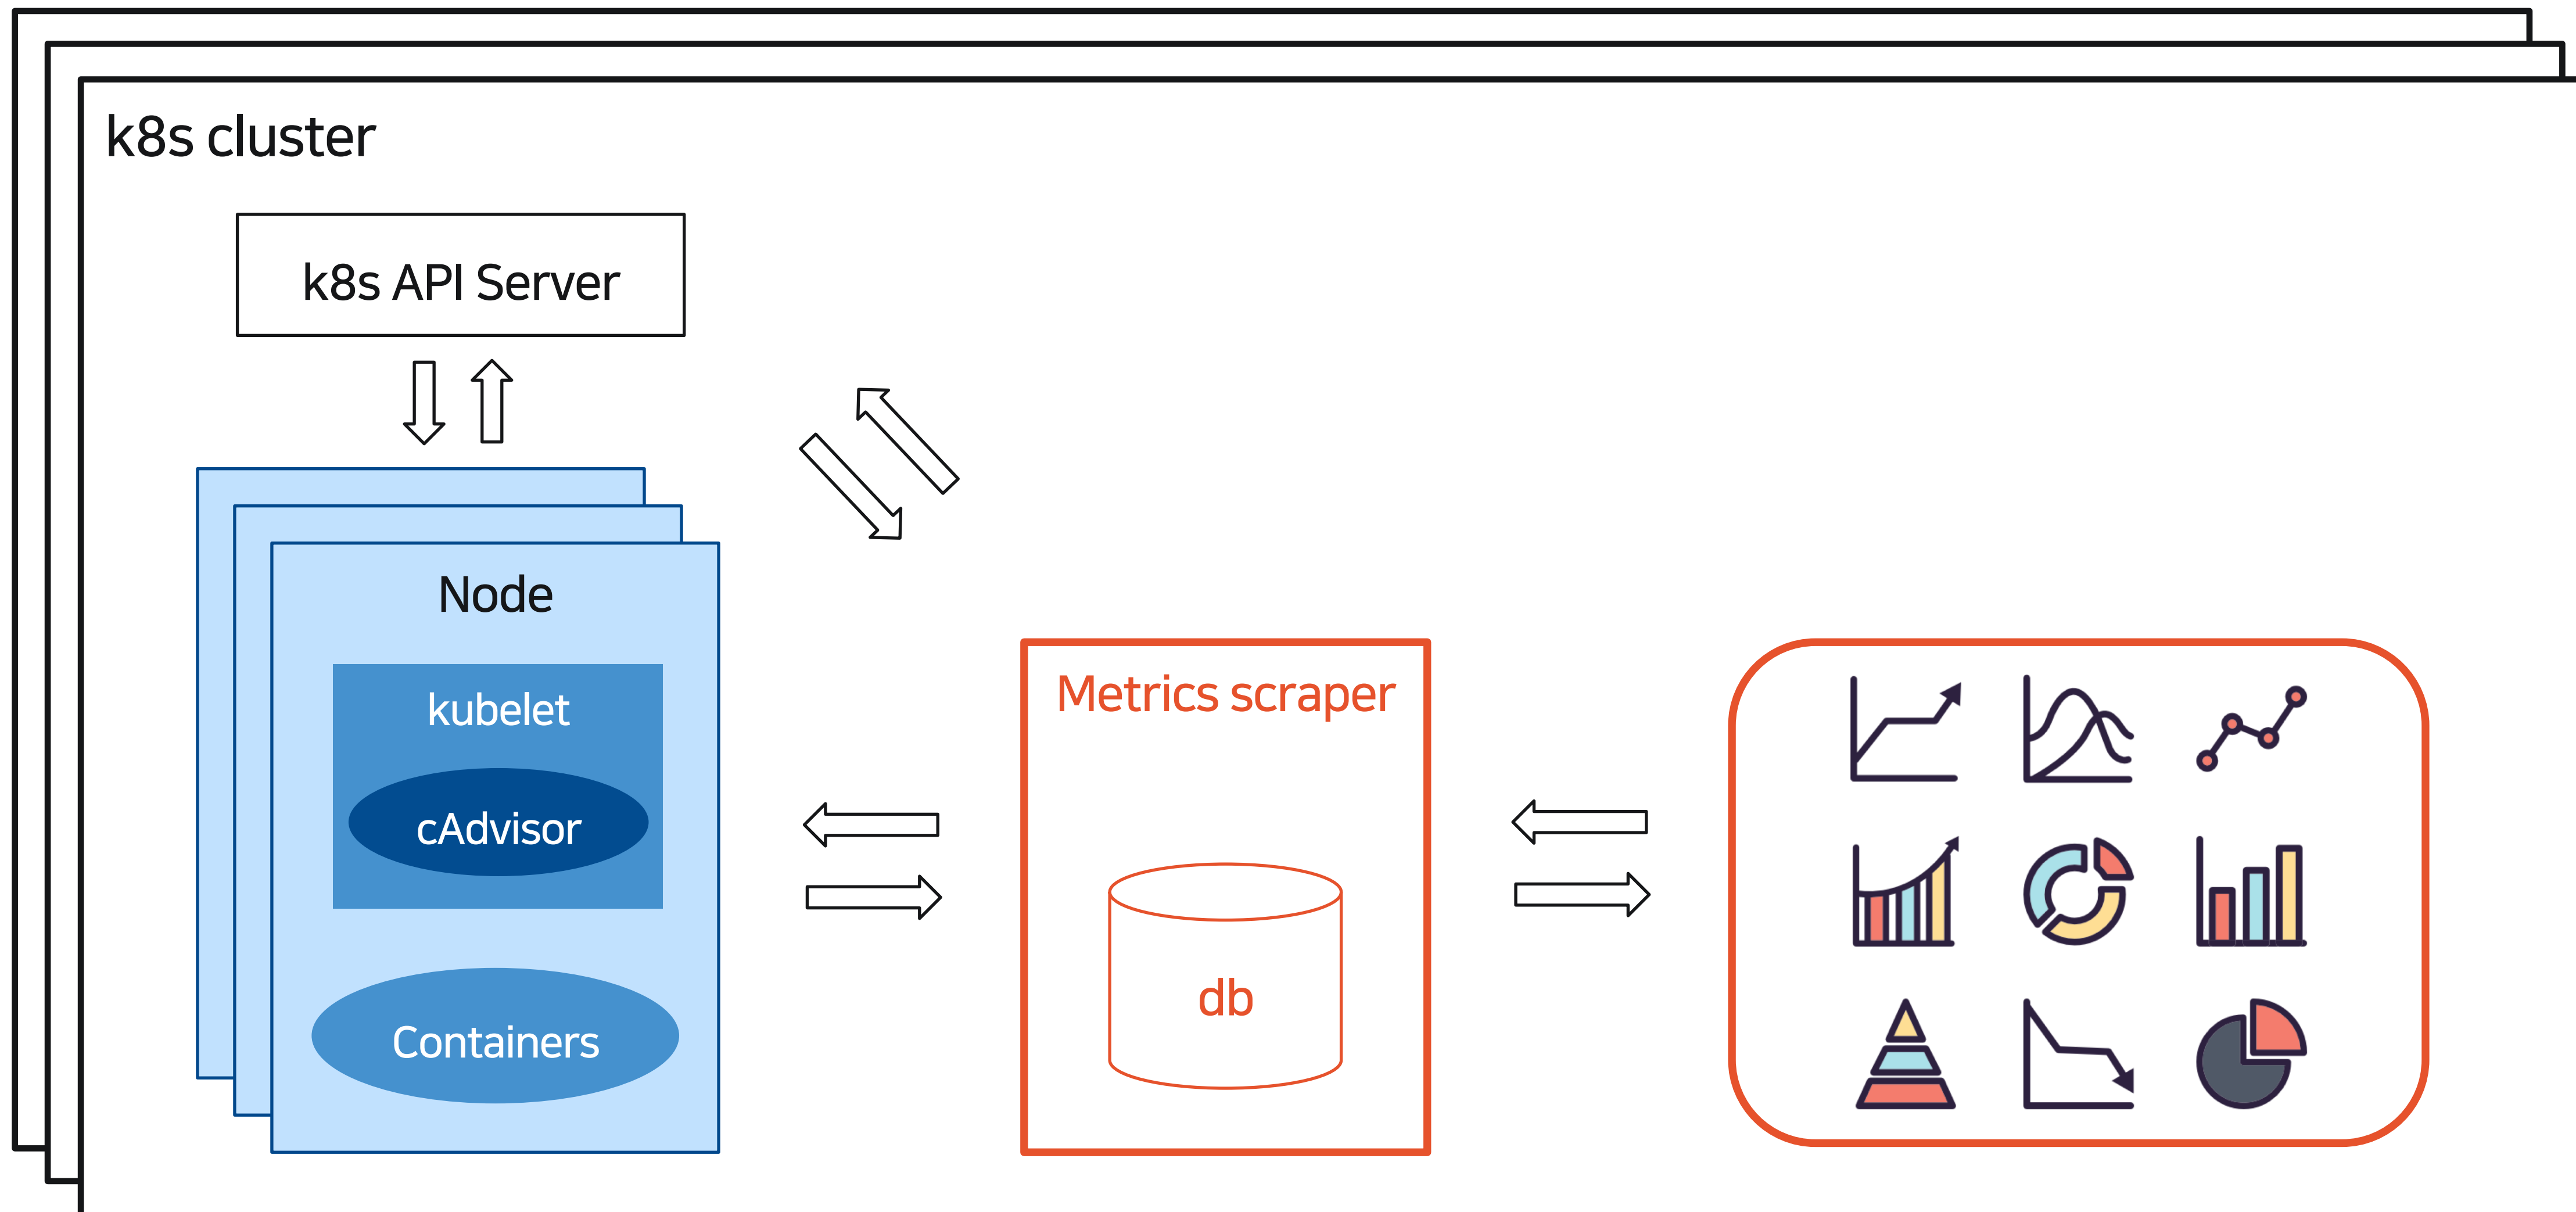 k8s cluster
k8s API Server
Node
kubelet
cAdvisor
Containers
Metrics scraper
db